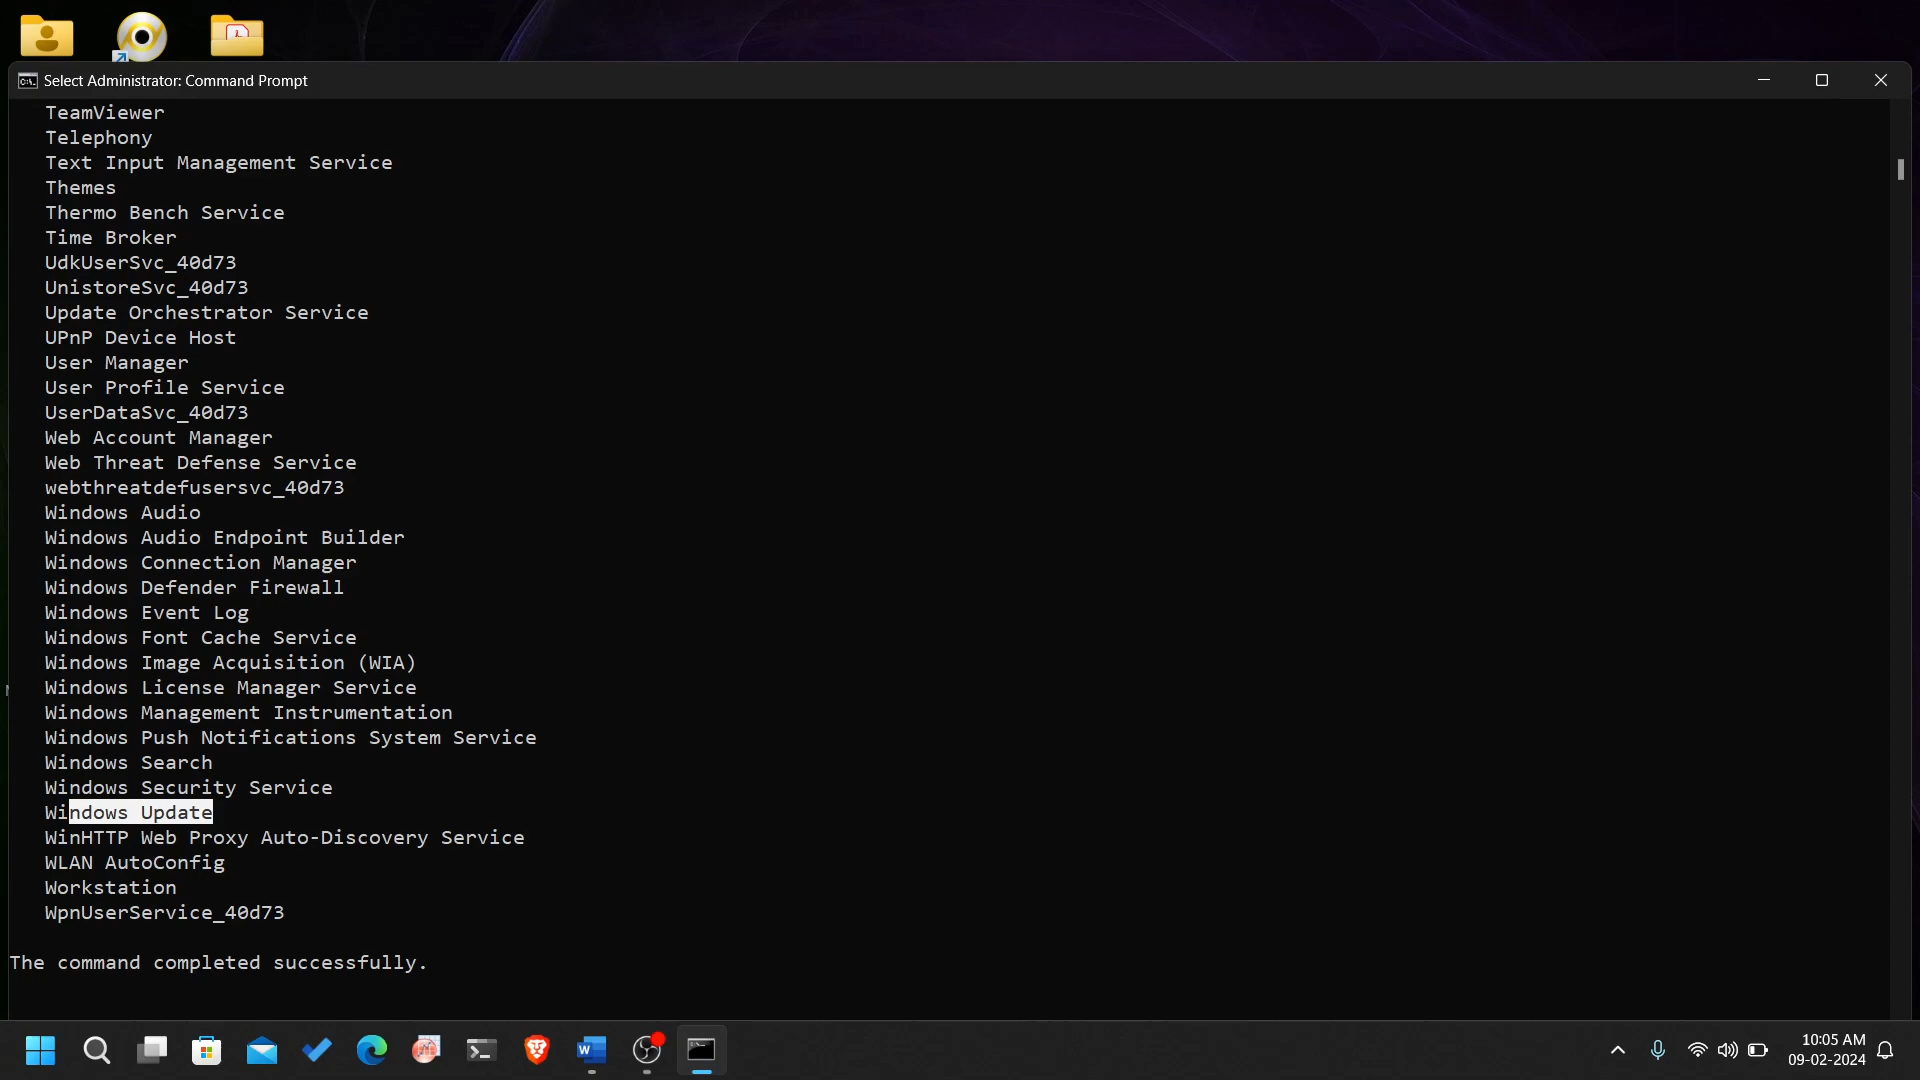 Select Administrator: Command Prompt
TeamViewer
Telephony
Text Input Management Service
Themes
Thermo Bench Service
Time Broker
UdkUserSvc_40d73
UnistoreSvc_40d73
Update Orchestrator Service
UPnP Device Host
User Manager
User Profile Service
UserDataSvc_40d73
Web Account Manager
Web Threat Defense Service
webthreatdefusersvc_40d73
Windows Audio
Windows Audio Endpoint Builder
Windows Connection Manager
Windows Defender Firewall
Windows Event Log
Windows Font Cache Service
Windows Image Acquisition (WIA)
Windows License Manager Service
Windows Management Instrumentation
Windows Push Notifications System Service
Windows Search
Windows Security Service
Windows Update
WinHTTP Web Proxy Auto-Discovery Service
WLAN AutoConfig
Workstation
WpnUserService_40d73
The command completed successfully.
10:05 AM
09-02-2024